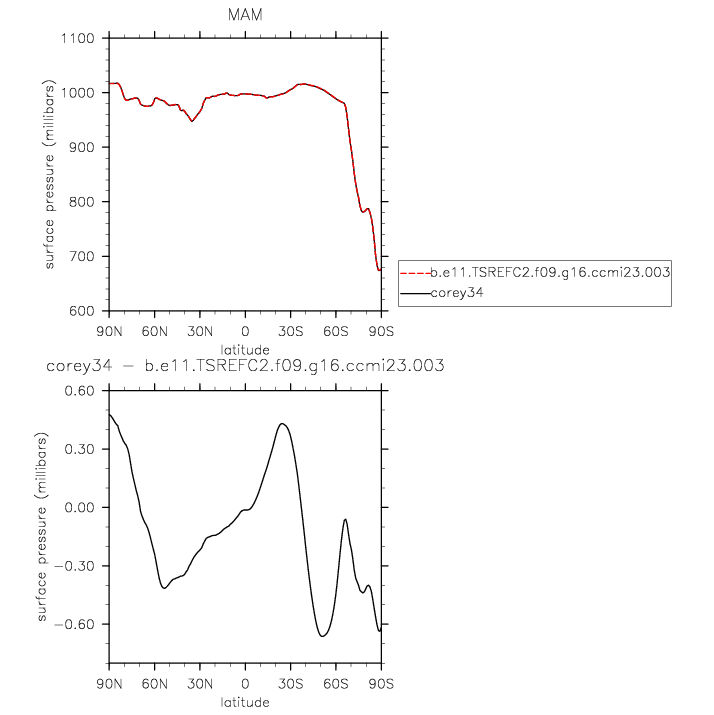 MAM
1100
1000
900
800
700
600
surface pressure (millibars)
90N 60N 30N 0 30S 60S 90S
latitude
b.e11.TSREFC2.f09.g16.ccmi23.003
corey34
corey34 − b.e11.TSREFC2.f09.g16.ccmi23.003
0.60
0.30
0.00
−0.30
−0.60
surface pressure (millibars)
90N 60N 30N 0 30S 60S 90S
latitude